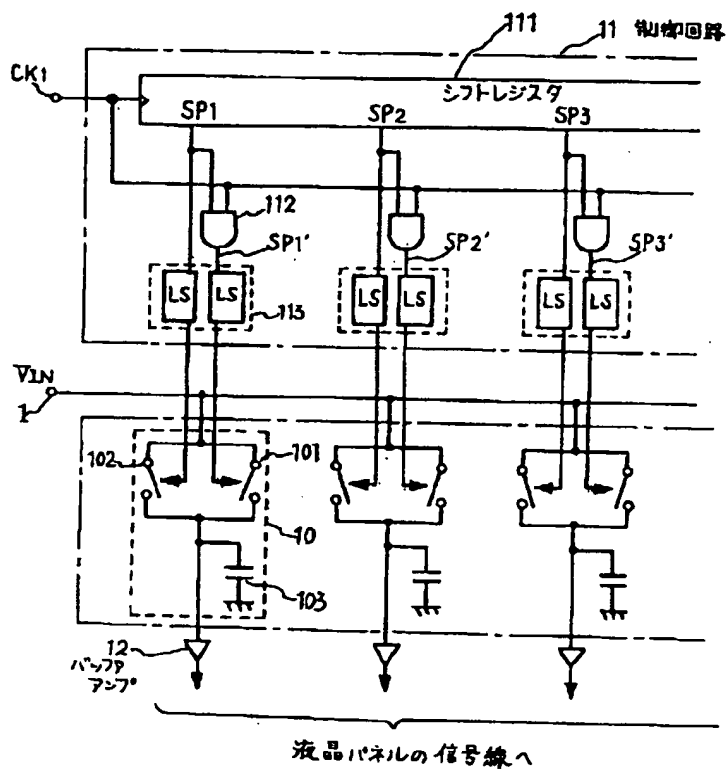 111
11 制御回路
CK1
シフトレジスタ
SP1 SP2 SP3
112
SP1' SP2' SP3'
LS LS LS LS LS LS
113
VIN
1
102 101
10
103
12
バッファ
アンプ
液晶パネルの信号線へ